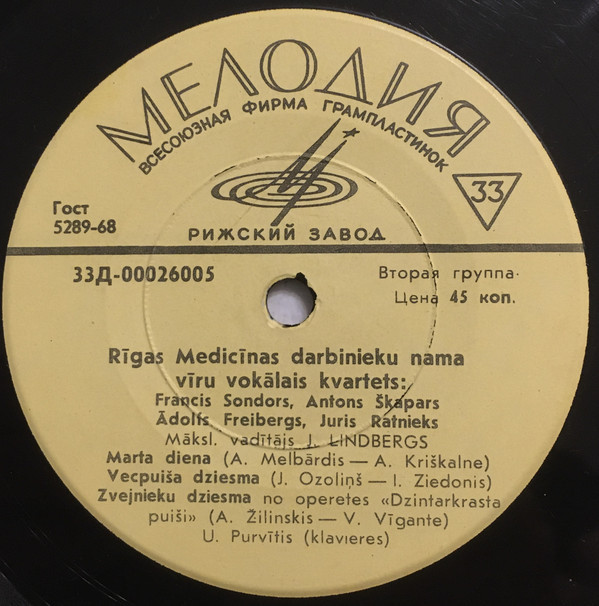 МЕЛОДИЯ
ВСЕСОЮЗНАЯ ФИРМА ГРАМПЛАСТИНОК
33
Гост
5289-68
РИЖСКИЙ ЗАВОД
33Д-00026005
Вторая группа.
Цена 45 коп.
Rīgas Medicīnas darbinieku nama
vīru vokālais kvartets:
Francis Sondors, Antons Škapars
Ādolfs Freibergs, Juris Ratnieks
Māksl. vadītājs J. LINDBERGS
Marta diena (A. Melbārdis — A. Kriškalne)
Vecpuiša dziesma (J. Ozoliņš — I. Ziedonis)
Zvejnieku dziesma no operetes «Dzintarkrasta
puiši» (A. Žilinskis — V. Vīgante)
U. Purvītis (klavieres)